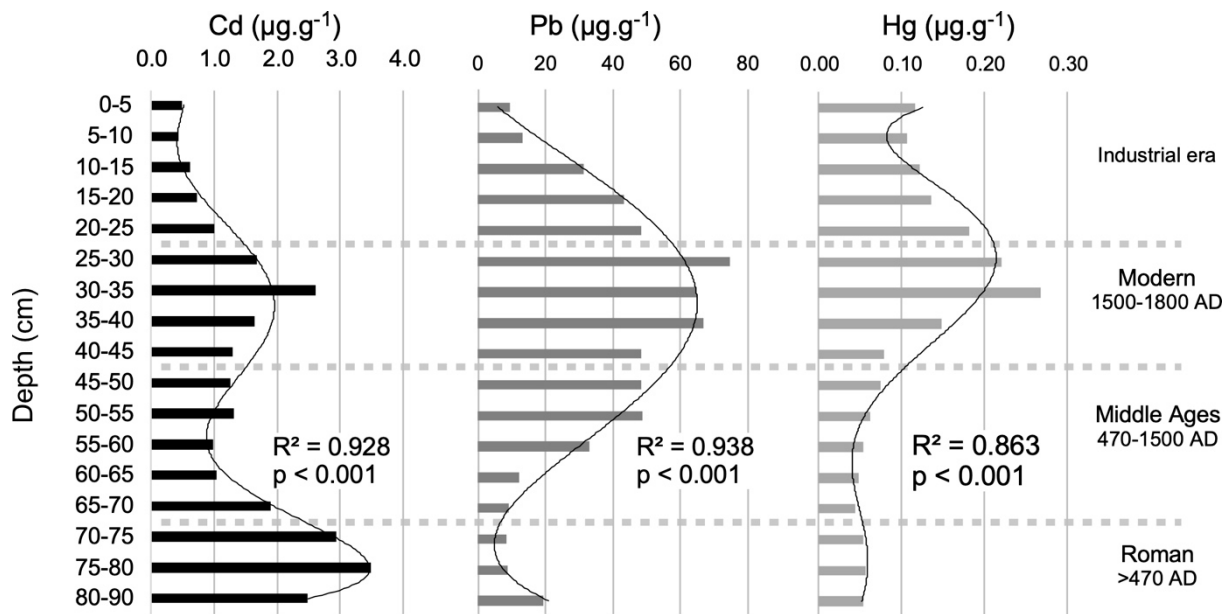 Cd (µg.g-1)
0.0 1.0 2.0 3.0 4.0
Pb (µg.g-1)
0 20 40 60 80
Hg (µg.g-1)
0.00 0.10 0.20 0.30
Depth (cm)
0-5
5-10
10-15
15-20
20-25
25-30
30-35
35-40
40-45
45-50
50-55
55-60
60-65
65-70
70-75
75-80
80-90
R² = 0.928
p < 0.001
R² = 0.938
p < 0.001
R² = 0.863
p < 0.001
Industrial era
Modern
1500-1800 AD
Middle Ages
470-1500 AD
Roman
>470 AD